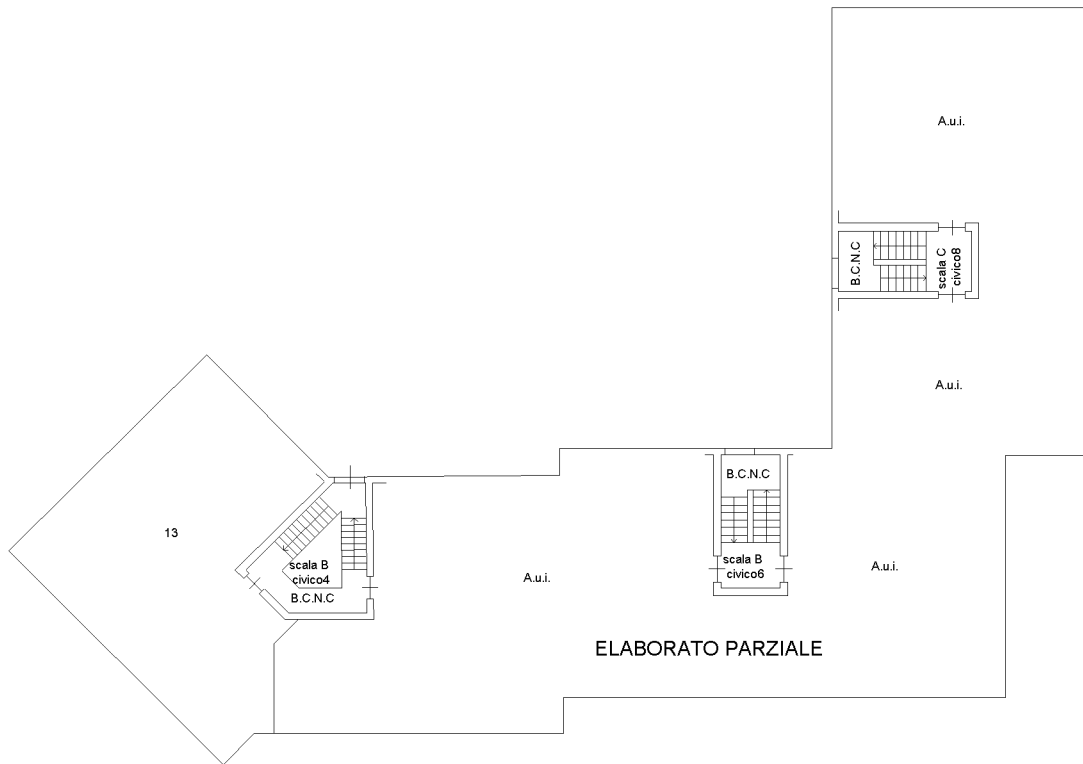 A.u.i.
B.C.N.C
scala C
civico8
A.u.i.
B.C.N.C
13
scala B
civico4
B.C.N.C
A.u.i.
scala B
civico6
A.u.i.
ELABORATO PARZIALE